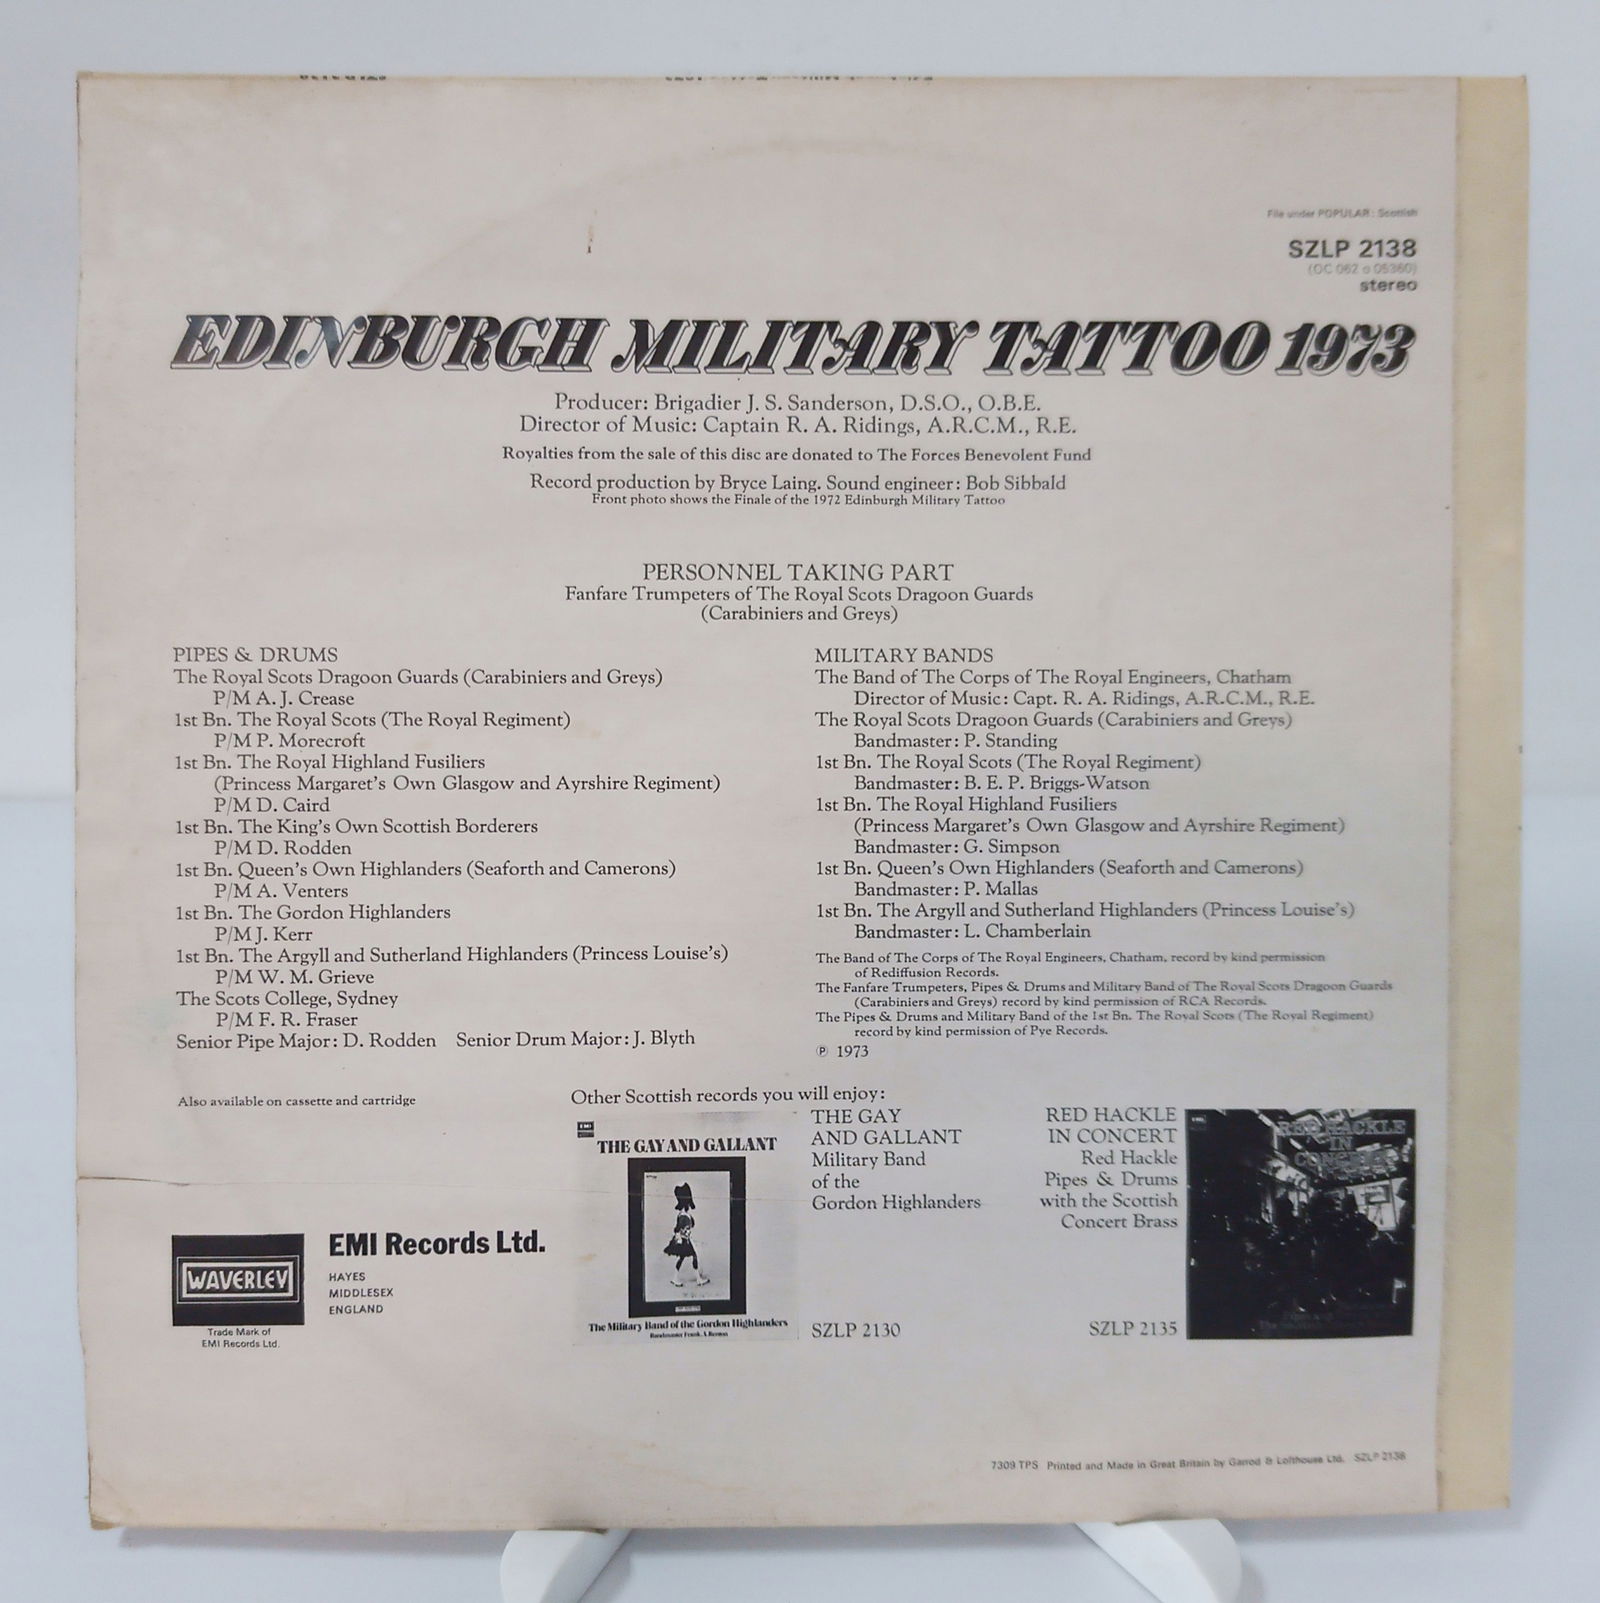 File under POPULAR: Scottish
SZLP 2138
(OC 062 o 05360)
stereo
EDINBURGH MILITARY TATTOO 1973
Producer: Brigadier J. S. Sanderson, D.S.O., O.B.E.
Director of Music: Captain R. A. Ridings, A.R.C.M., R.E.
Royalties from the sale of this disc are donated to The Forces Benevolent Fund
Record production by Bryce Laing. Sound engineer: Bob Sibbald
Front photo shows the Finale of the 1972 Edinburgh Military Tattoo
PERSONNEL TAKING PART
Fanfare Trumpeters of The Royal Scots Dragoon Guards
(Carabiniers and Greys)
PIPES & DRUMS
The Royal Scots Dragoon Guards (Carabiniers and Greys)
P/M A. J. Crease
1st Bn. The Royal Scots (The Royal Regiment)
P/M P. Morecroft
1st Bn. The Royal Highland Fusiliers
(Princess Margaret's Own Glasgow and Ayrshire Regiment)
P/M D. Caird
1st Bn. The King's Own Scottish Borderers
P/M D. Rodden
1st Bn. Queen's Own Highlanders (Seaforth and Camerons)
P/M A. Venters
1st Bn. The Gordon Highlanders
P/M J. Kerr
1st Bn. The Argyll and Sutherland Highlanders (Princess Louise's)
P/M W. M. Grieve
The Scots College, Sydney
P/M F. R. Fraser
Senior Pipe Major: D. Rodden Senior Drum Major: J. Blyth
MILITARY BANDS
The Band of The Corps of The Royal Engineers, Chatham
Director of Music: Capt. R. A. Ridings, A.R.C.M., R.E.
The Royal Scots Dragoon Guards (Carabiniers and Greys)
Bandmaster: P. Standing
1st Bn. The Royal Scots (The Royal Regiment)
Bandmaster: B. E. P. Briggs-Watson
1st Bn. The Royal Highland Fusiliers
(Princess Margaret's Own Glasgow and Ayrshire Regiment)
Bandmaster: G. Simpson
1st Bn. Queen's Own Highlanders (Seaforth and Camerons)
Bandmaster: P. Mallas
1st Bn. The Argyll and Sutherland Highlanders (Princess Louise's)
Bandmaster: L. Chamberlain
The Band of The Corps of The Royal Engineers, Chatham, record by kind permission
of Rediffusion Records.
The Fanfare Trumpeters, Pipes & Drums and Military Band of The Royal Scots Dragoon Guards
(Carabiniers and Greys) record by kind permission of RCA Records.
The Pipes & Drums and Military Band of the 1st Bn. The Royal Scots (The Royal Regiment)
record by kind permission of Pye Records.
℗ 1973
Also available on cassette and cartridge
Other Scottish records you will enjoy:
EMI
THE GAY AND GALLANT
The Military Band of the Gordon Highlanders
THE GAY
AND GALLANT
Military Band
of the
Gordon Highlanders
SZLP 2130
RED HACKLE
IN CONCERT
Red Hackle
Pipes & Drums
with the Scottish
Concert Brass
SZLP 2135
RED HACKLE
IN
CONCERT
WAVERLEY
Trade Mark of
EMI Records Ltd.
EMI Records Ltd.
HAYES
MIDDLESEX
ENGLAND
7309 TPS Printed and Made in Great Britain by Garrod & Lofthouse Ltd. SZLP 2138